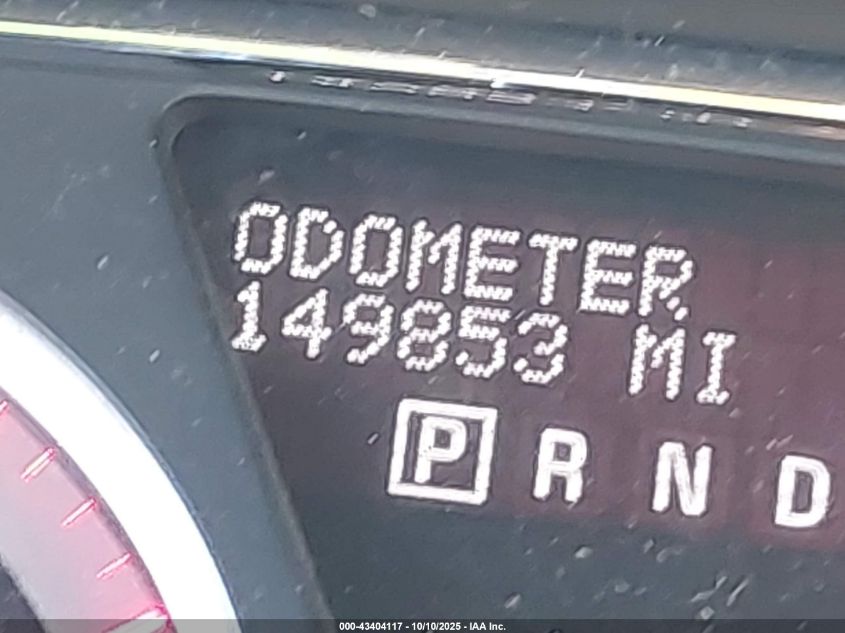 ODOMETER
149853 MI
P R N D
000-43404117 - 10/10/2025 - IAA Inc.